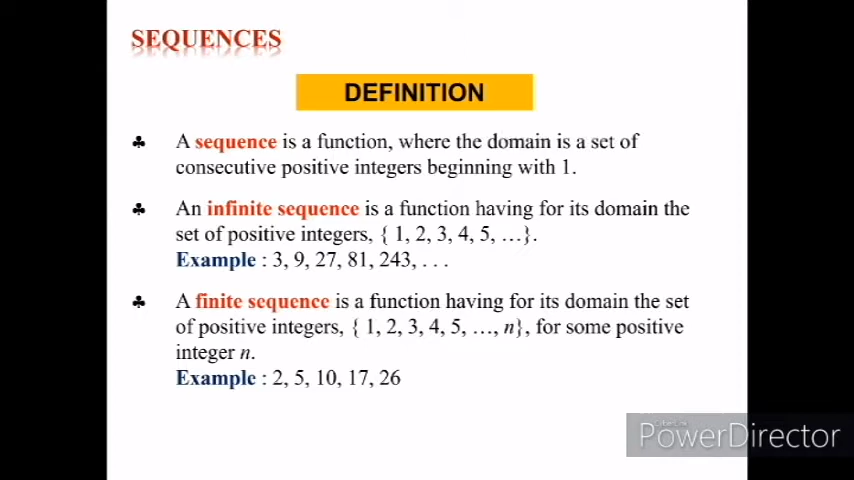 SEQUENCES
DEFINITION
♣ A sequence is a function, where the domain is a set of
consecutive positive integers beginning with 1.
♣ An infinite sequence is a function having for its domain the
set of positive integers, { 1, 2, 3, 4, 5, …}.
Example : 3, 9, 27, 81, 243, . . .
♣ A finite sequence is a function having for its domain the set
of positive integers, { 1, 2, 3, 4, 5, …, n}, for some positive
integer n.
Example : 2, 5, 10, 17, 26
CyberLink
PowerDirector